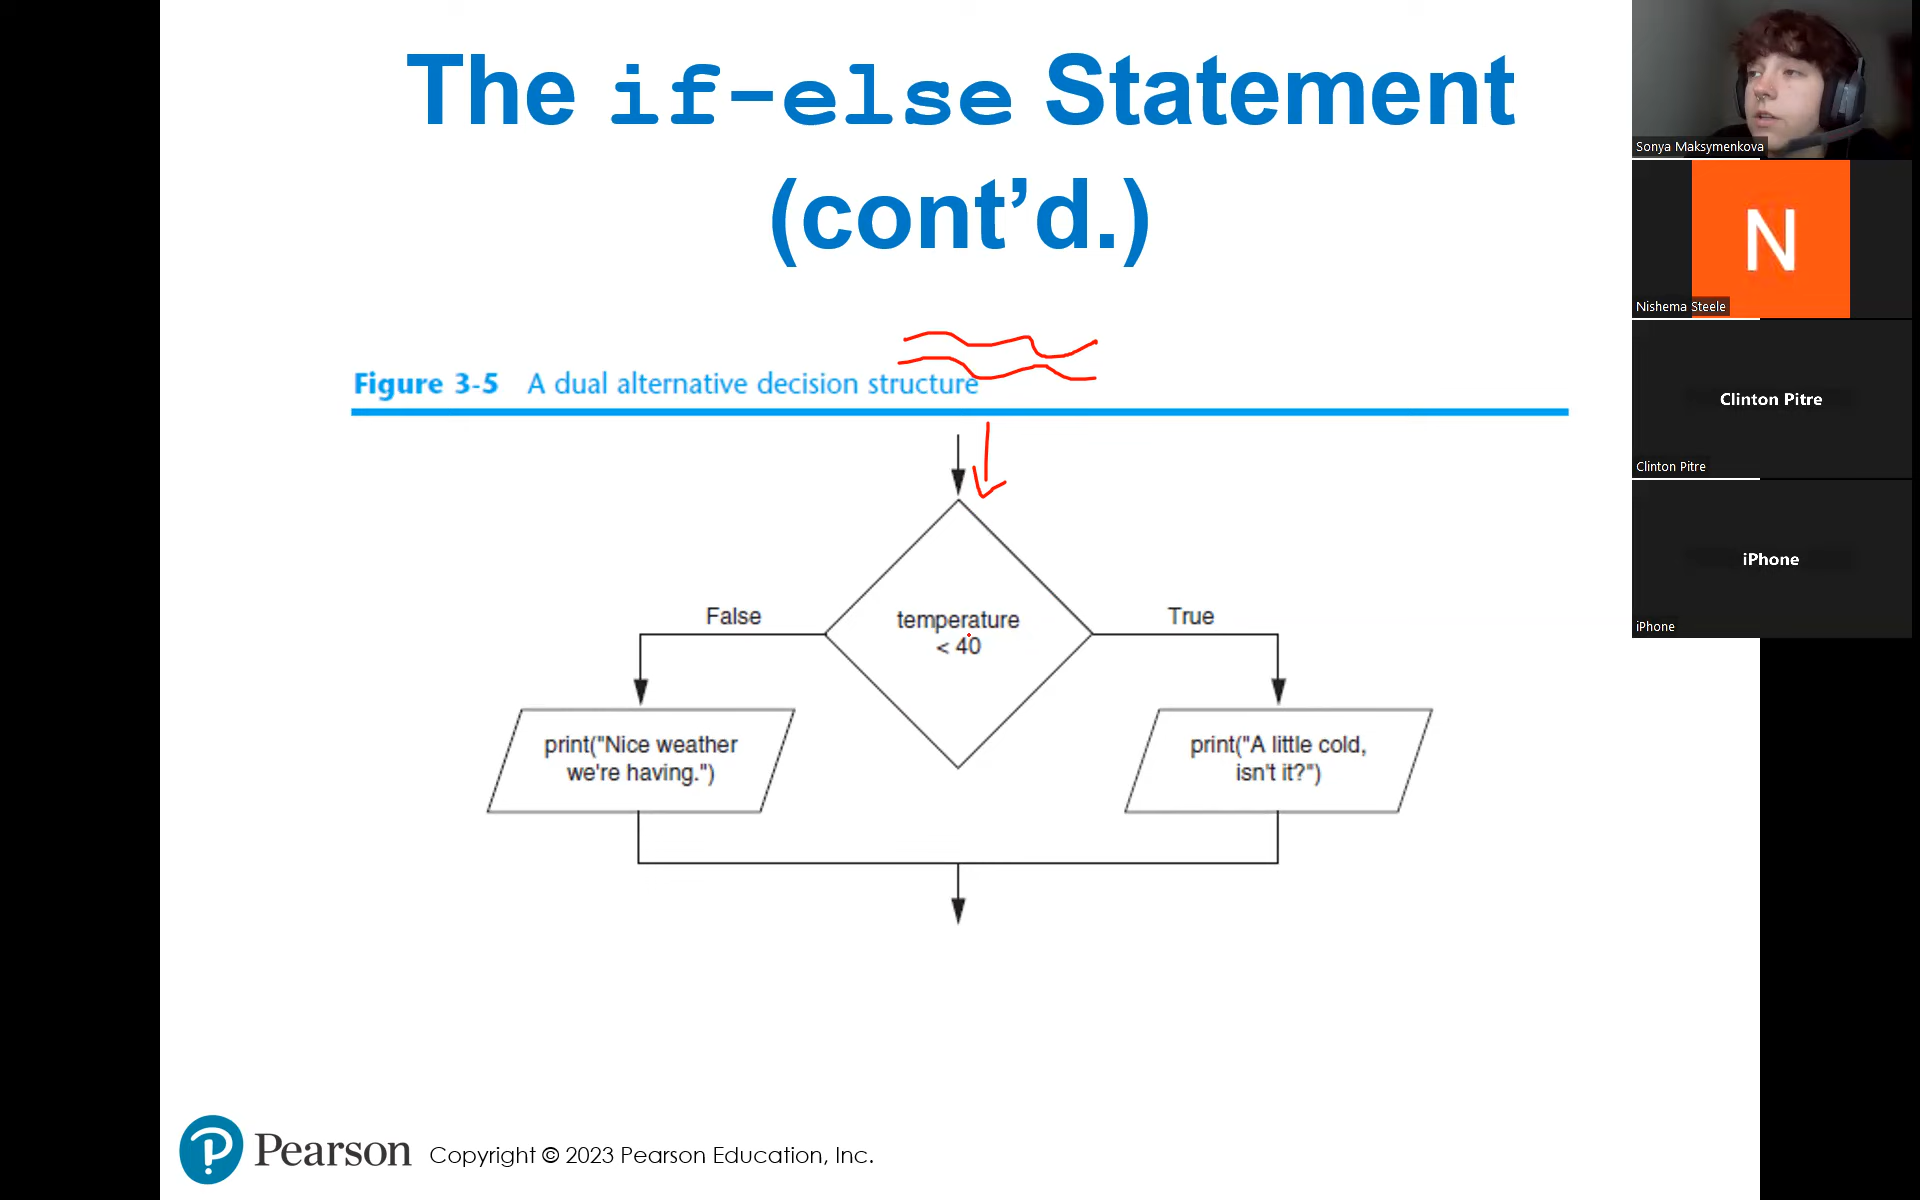 The if-else Statement
(cont’d.)
Figure 3-5 A dual alternative decision structure
False
temperature
< 40
True
print("Nice weather
we're having.")
print("A little cold,
isn't it?")
Pearson
Copyright © 2023 Pearson Education, Inc.
Sonya Maksymenkova
N
Nishema Steele
Clinton Pitre
Clinton Pitre
iPhone
iPhone